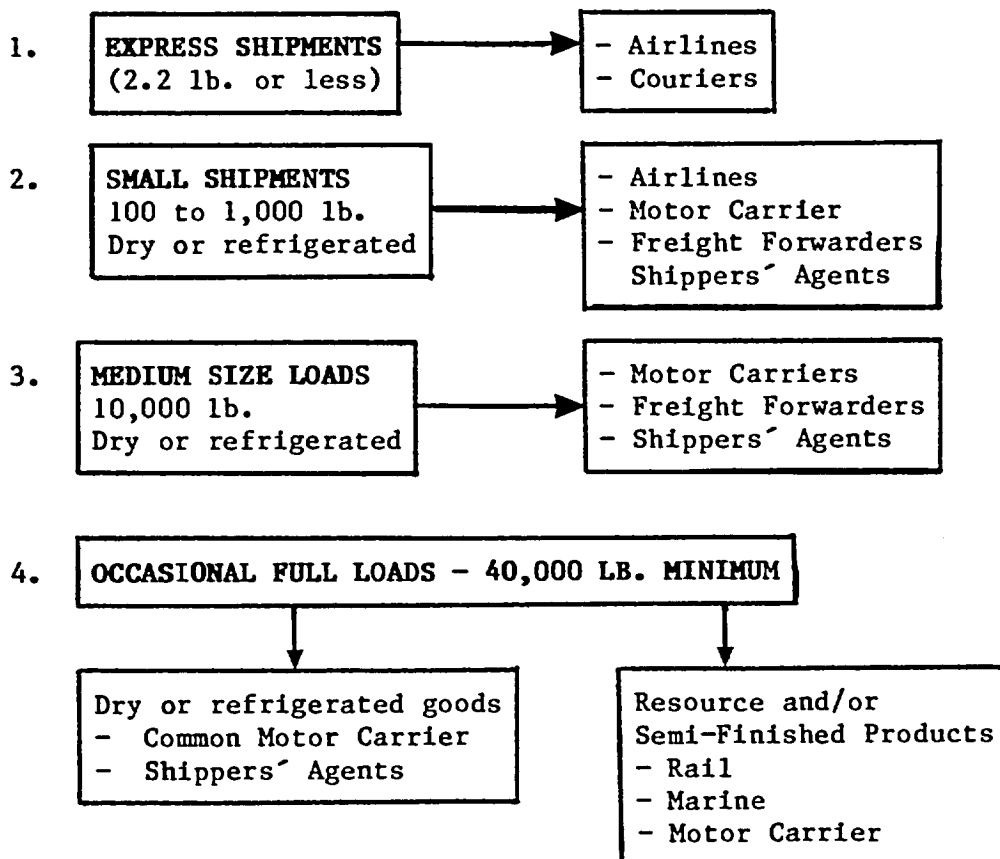 1. EXPRESS SHIPMENTS
(2.2 lb. or less)
- Airlines
- Couriers
2. SMALL SHIPMENTS
100 to 1,000 lb.
Dry or refrigerated
- Airlines
- Motor Carrier
- Freight Forwarders
Shippers´ Agents
3. MEDIUM SIZE LOADS
10,000 lb.
Dry or refrigerated
- Motor Carriers
- Freight Forwarders
- Shippers´ Agents
4. OCCASIONAL FULL LOADS - 40,000 LB. MINIMUM
Dry or refrigerated goods
- Common Motor Carrier
- Shippers´ Agents
Resource and/or
Semi-Finished Products
- Rail
- Marine
- Motor Carrier